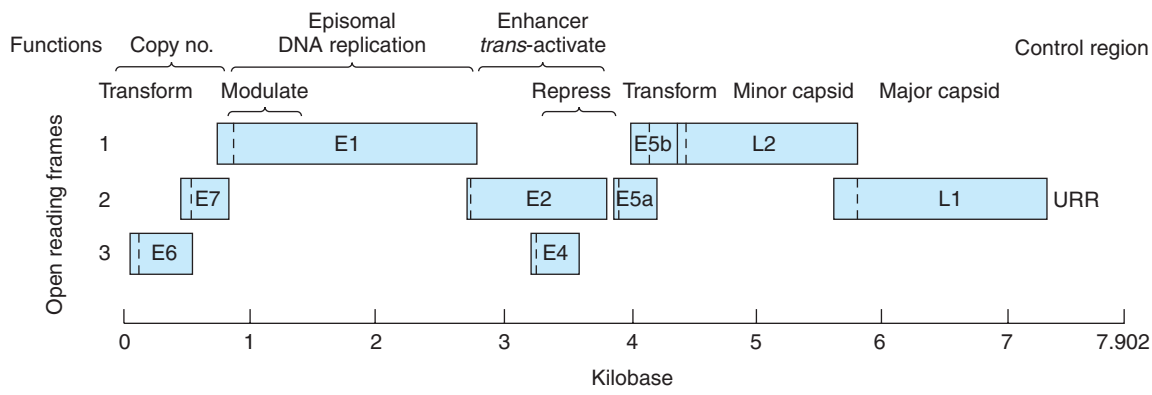 Functions
Copy no.
Episomal
DNA replication
Enhancer
trans-activate
Control region
Transform
Modulate
Repress
Transform
Minor capsid
Major capsid
Open reading frames
1
E1
E5b
L2
2
E7
E2
E5a
L1
URR
3
E6
E4
0
1
2
3
4
5
6
7
7.902
Kilobase